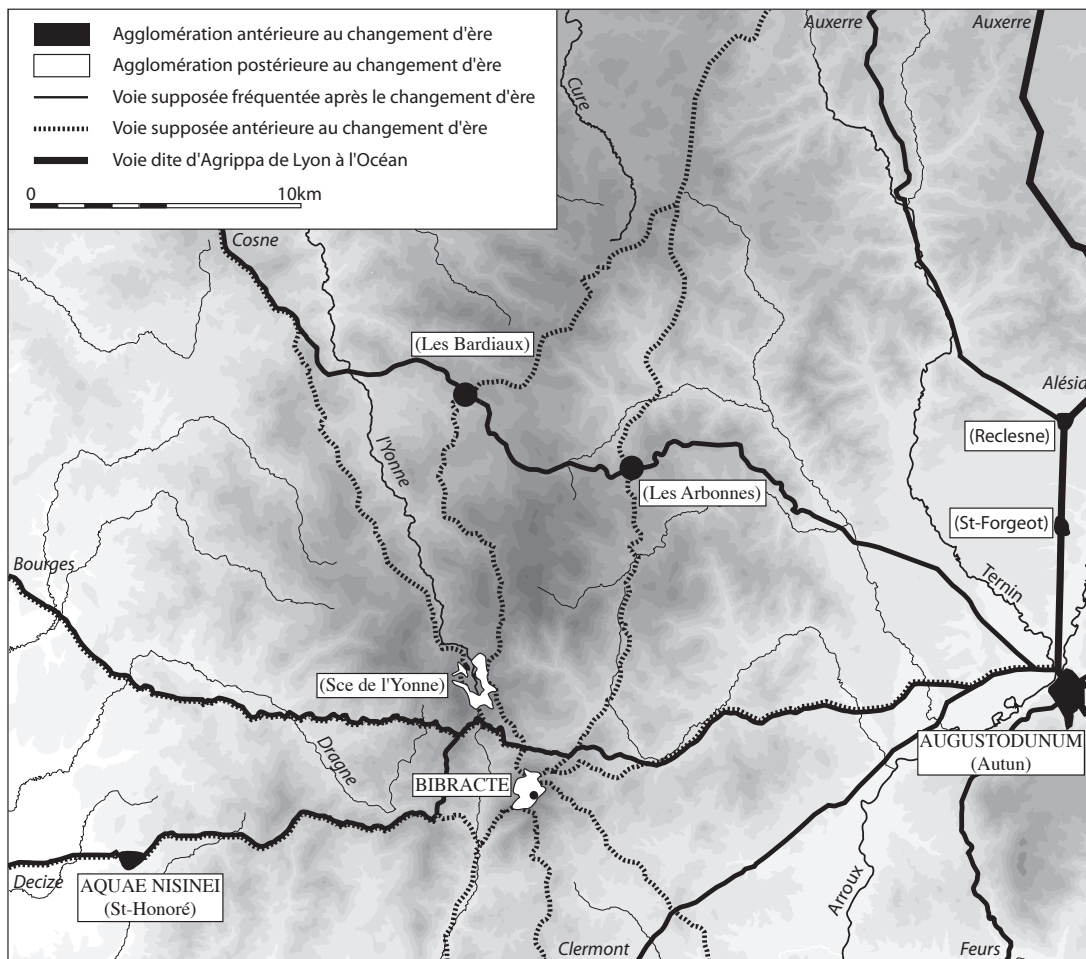 Agglomération antérieure au changement d'ère
Agglomération postérieure au changement d'ère
Voie supposée fréquentée après le changement d'ère
Voie supposée antérieure au changement d'ère
Voie dite d'Agrippa de Lyon à l'Océan
0 10km
Auxerre
Auxerre
Cure
Cosne
(Les Bardiaux)
Alésia
l'Yonne
(Reclesne)
(Les Arbonnes)
(St-Forgeot)
Bourges
Ternin
(Sce de l'Yonne)
Dragne
AUGUSTODUNUM
(Autun)
BIBRACTE
Decize
AQUAE NISINEI
(St-Honoré)
Arroux
Clermont
Feurs